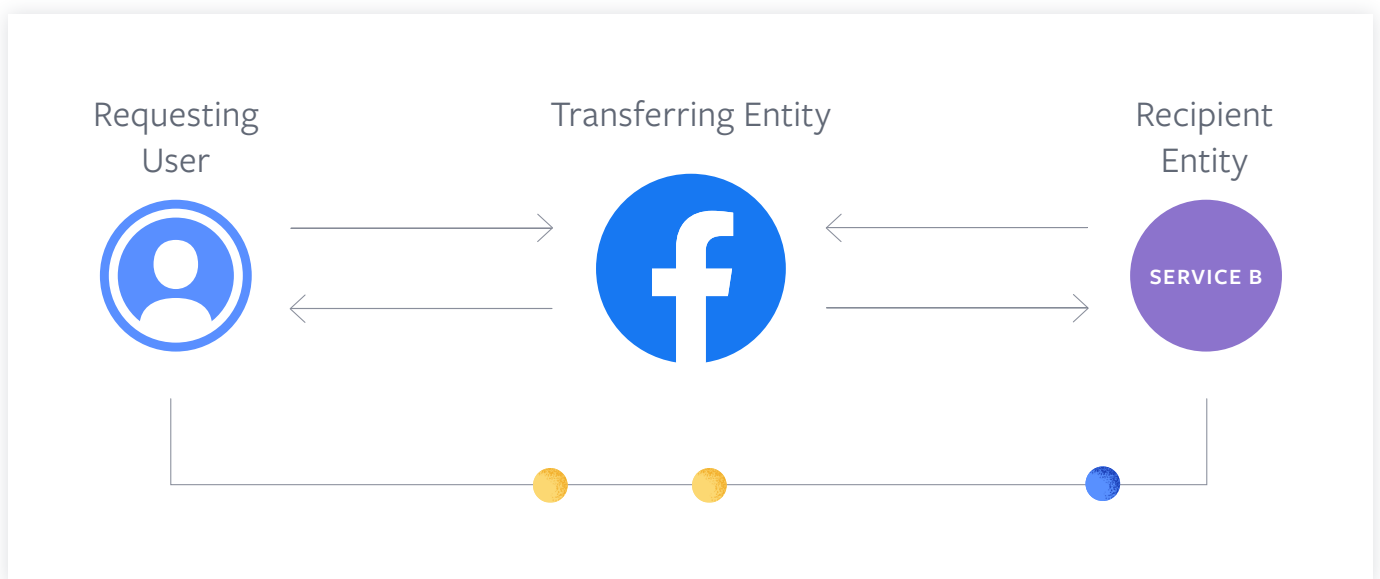 Requesting
User
Transferring Entity
Recipient
Entity
SERVICE B